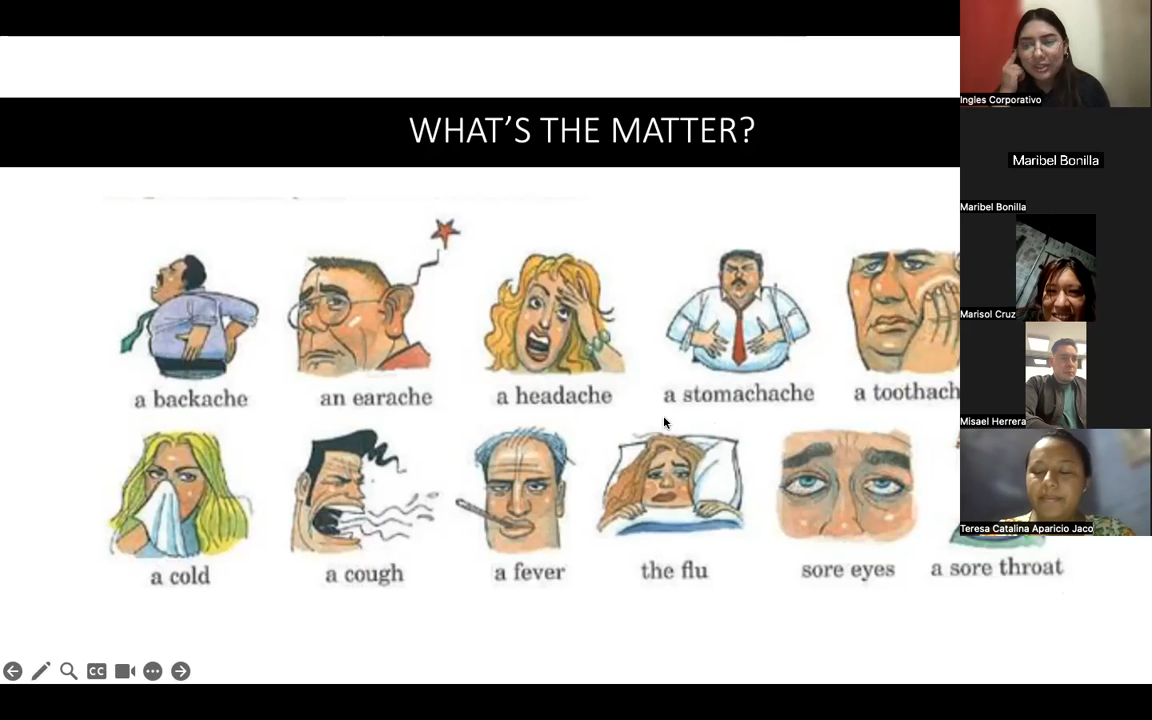 WHAT'S THE MATTER?
a backache
an earache
a headache
a stomachache
a toothach
a cold
a cough
a fever
the flu
sore eyes
a sore throat
CC
Ingles Corporativo
Maribel Bonilla
Maribel Bonilla
Marisol Cruz
Misael Herrera
Teresa Catalina Aparicio Jaco